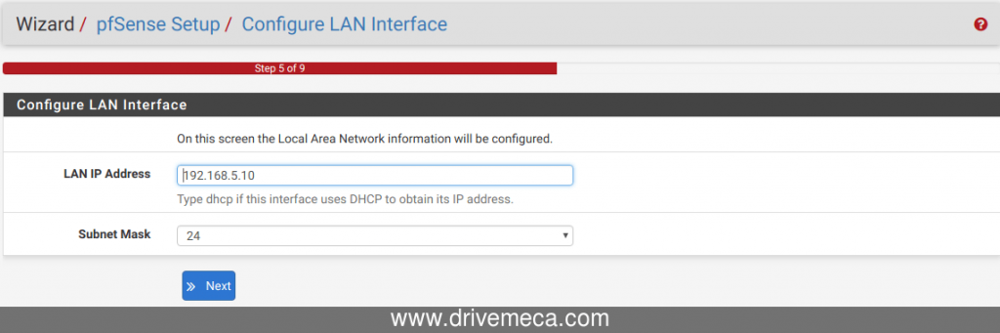 Wizard / pfSense Setup / Configure LAN Interface
Step 5 of 9
Configure LAN Interface
On this screen the Local Area Network information will be configured.
LAN IP Address
192.168.5.10
Type dhcp if this interface uses DHCP to obtain its IP address.
Subnet Mask
24
» Next
www.drivemeca.com